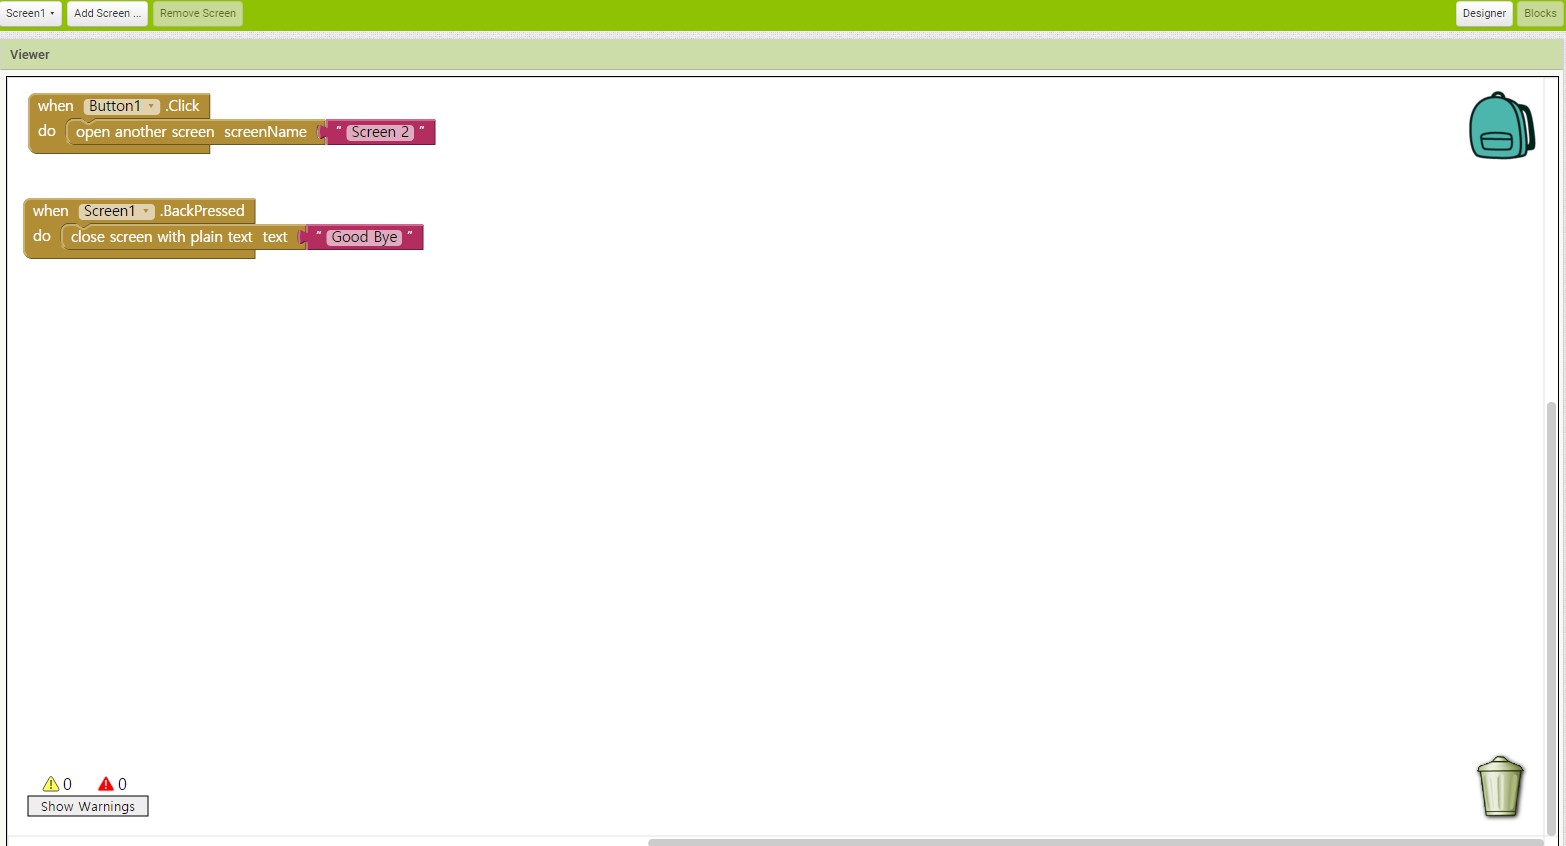 Screen1 Add Screen ... Remove Screen Designer Blocks
Viewer
when Button1 .Click
do open another screen screenName " Screen 2 "
when Screen1 .BackPressed
do close screen with plain text text " Good Bye "
0 0
Show Warnings